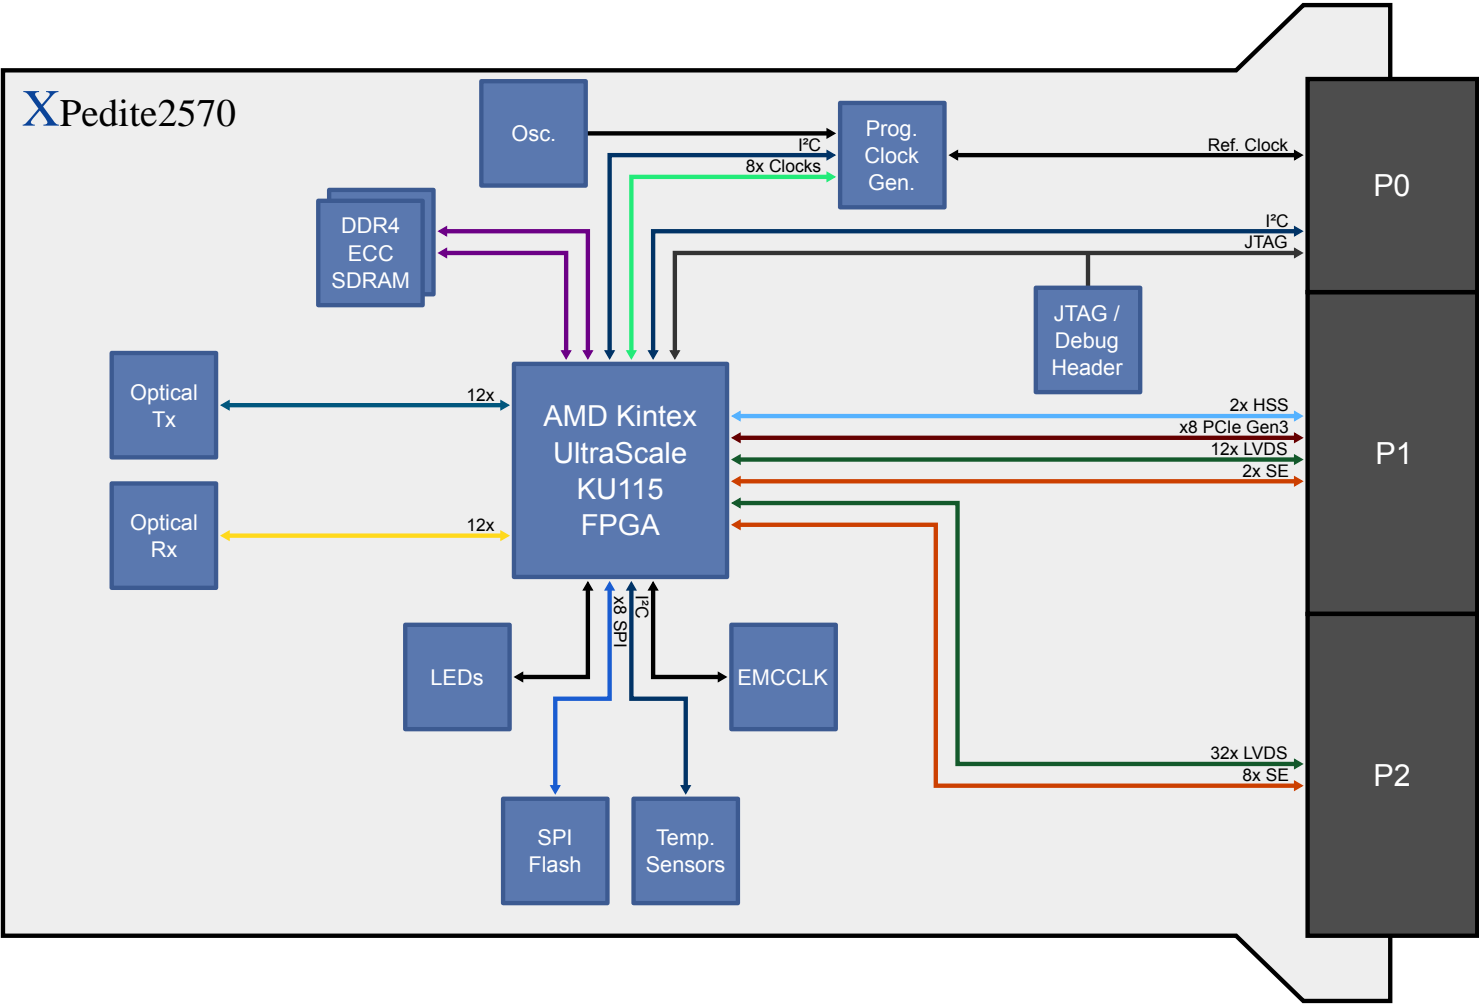 XPedite2570
Osc.
Prog.
Clock
Gen.
I²C
8x Clocks
Ref. Clock
P0
I²C
JTAG
DDR4
ECC
SDRAM
JTAG /
Debug
Header
Optical
Tx
12x
AMD Kintex
UltraScale
KU115
FPGA
2x HSS
x8 PCIe Gen3
12x LVDS
2x SE
P1
Optical
Rx
12x
x8 SPI
I²C
LEDs
EMCCLK
32x LVDS
8x SE
P2
SPI
Flash
Temp.
Sensors